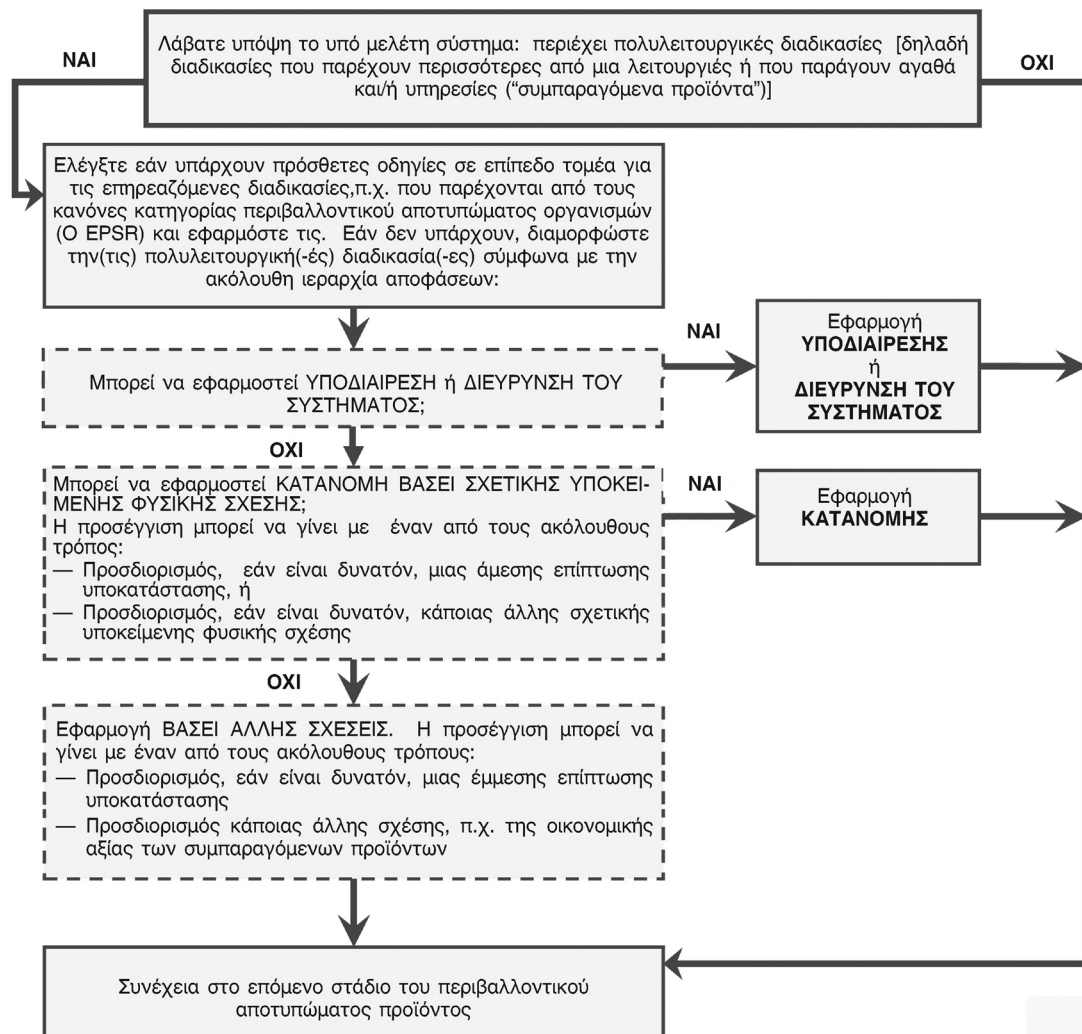 ΝΑΙ
Λάβατε υπόψη το υπό μελέτη σύστημα: περιέχει πολυλειτουργικές διαδικασίες [δηλαδή
διαδικασίες που παρέχουν περισσότερες από μια λειτουργιές ή που παράγουν αγαθά
και/ή υπηρεσίες (“συμπαραγόμενα προϊόντα”)]
ΟΧΙ
Ελέγξτε εάν υπάρχουν πρόσθετες οδηγίες σε επίπεδο τομέα για
τις επηρεαζόμενες διαδικασίες,π.χ. που παρέχονται από τους
κανόνες κατηγορία περιβαλλοντικού αποτυπώματος οργανισμών
(Ο EPSR) και εφαρμόστε τις. Εάν δεν υπάρχουν, διαμορφώστε
την(τις) πολυλειτουργική(-ές) διαδικασία(-ες) σύμφωνα με την
ακόλουθη ιεραρχία αποφάσεων:
Μπορεί να εφαρμοστεί ΥΠΟΔΙΑΙΡΕΣΗ ή ΔΙΕΥΡΥΝΣΗ ΤΟΥ
ΣΥΣΤΗΜΑΤΟΣ;
ΝΑΙ
Εφαρμογή
ΥΠΟΔΙΑΙΡΕΣΗΣ
ή
ΔΙΕΥΡΥΝΣΗ ΤΟΥ
ΣΥΣΤΗΜΑΤΟΣ
ΟΧΙ
Μπορεί να εφαρμοστεί ΚΑΤΑΝΟΜΗ ΒΑΣΕΙ ΣΧΕΤΙΚΗΣ ΥΠΟΚΕΙ-
ΜΕΝΗΣ ΦΥΣΙΚΗΣ ΣΧΕΣΗΣ;
Η προσέγγιση μπορεί να γίνει με έναν από τους ακόλουθους
τρόπος:
— Προσδιορισμός, εάν είναι δυνατόν, μιας άμεσης επίπτωσης
υποκατάστασης, ή
— Προσδιορισμός, εάν είναι δυνατόν, κάποιας άλλης σχετικής
υποκείμενης φυσικής σχέσης
ΝΑΙ
Εφαρμογή
ΚΑΤΑΝΟΜΗΣ
ΟΧΙ
Εφαρμογή ΒΑΣΕΙ ΑΛΛΗΣ ΣΧΕΣΕΙΣ. Η προσέγγιση μπορεί να
γίνει με έναν από τους ακόλουθους τρόπους:
— Προσδιορισμός, εάν είναι δυνατόν, μιας έμμεσης επίπτωσης
υποκατάστασης
— Προσδιορισμός κάποιας άλλης σχέσης, π.χ. της οικονομικής
αξίας των συμπαραγόμενων προϊόντων
Συνέχεια στο επόμενο στάδιο του περιβαλλοντικού
αποτυπώματος προϊόντος